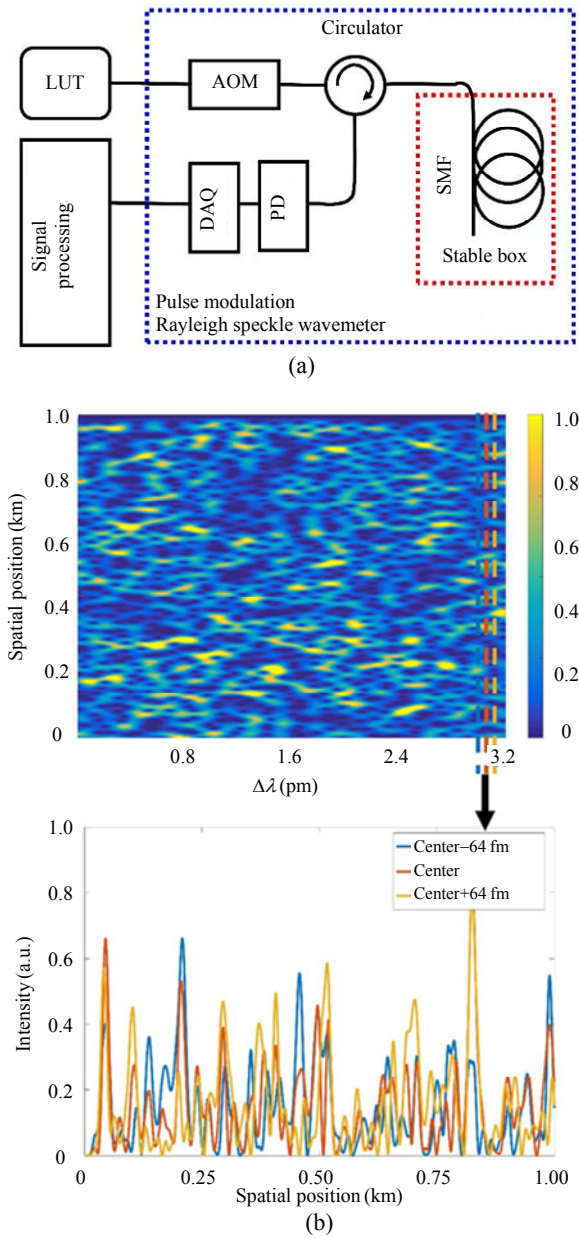 Circulator
LUT
AOM
Signal
processing
DAQ
PD
SMF
Stable box
Pulse modulation
Rayleigh speckle wavemeter
(a)
1.0
0.8
0.6
0.4
0.2
0
Spatial position (km)
0.8
1.6
2.4
3.2
Δλ(pm)
1.0
0.8
0.6
0.4
0.2
0
1.0
0.8
0.6
0.4
0.2
0
Intensity (a.u.)
Center−64 fm
Center
Center+64 fm
0
0.25
0.50
0.75
1.00
Spatial position (km)
(b)